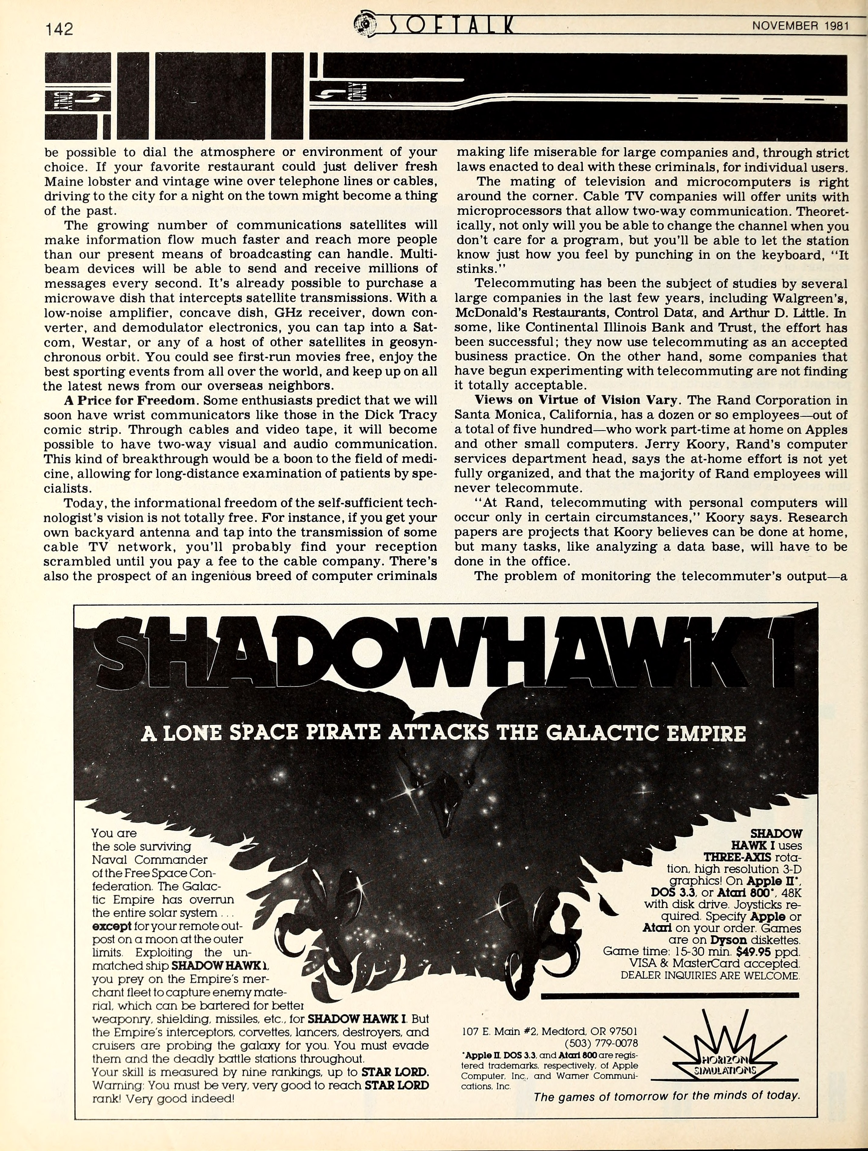 142
SOFTALK
NOVEMBER 1981
ONLY
ONLY
be possible to dial the atmosphere or environment of your
choice. If your favorite restaurant could just deliver fresh
Maine lobster and vintage wine over telephone lines or cables,
driving to the city for a night on the town might become a thing
of the past.
The growing number of communications satellites will
make information flow much faster and reach more people
than our present means of broadcasting can handle. Multi-
beam devices will be able to send and receive millions of
messages every second. It's already possible to purchase a
microwave dish that intercepts satellite transmissions. With a
low-noise amplifier, concave dish, GHz receiver, down con-
verter, and demodulator electronics, you can tap into a Sat-
com, Westar, or any of a host of other satellites in geosyn-
chronous orbit. You could see first-run movies free, enjoy the
best sporting events from all over the world, and keep up on all
the latest news from our overseas neighbors.
A Price for Freedom. Some enthusiasts predict that we will
soon have wrist communicators like those in the Dick Tracy
comic strip. Through cables and video tape, it will become
possible to have two-way visual and audio communication.
This kind of breakthrough would be a boon to the field of medi-
cine, allowing for long-distance examination of patients by spe-
cialists.
Today, the informational freedom of the self-sufficient tech-
nologist's vision is not totally free. For instance, if you get your
own backyard antenna and tap into the transmission of some
cable TV network, you'll probably find your reception
scrambled until you pay a fee to the cable company. There's
also the prospect of an ingenious breed of computer criminals
making life miserable for large companies and, through strict
laws enacted to deal with these criminals, for individual users.
The mating of television and microcomputers is right
around the corner. Cable TV companies will offer units with
microprocessors that allow two-way communication. Theoret-
ically, not only will you be able to change the channel when you
don't care for a program, but you'll be able to let the station
know just how you feel by punching in on the keyboard, "It
stinks."
Telecommuting has been the subject of studies by several
large companies in the last few years, including Walgreen's,
McDonald's Restaurants, Control Data, and Arthur D. Little. In
some, like Continental Illinois Bank and Trust, the effort has
been successful; they now use telecommuting as an accepted
business practice. On the other hand, some companies that
have begun experimenting with telecommuting are not finding
it totally acceptable.
Views on Virtue of Vision Vary. The Rand Corporation in
Santa Monica, California, has a dozen or so employees—out of
a total of five hundred—who work part-time at home on Apples
and other small computers. Jerry Koory, Rand's computer
services department head, says the at-home effort is not yet
fully organized, and that the majority of Rand employees will
never telecommute.
"At Rand, telecommuting with personal computers will
occur only in certain circumstances," Koory says. Research
papers are projects that Koory believes can be done at home,
but many tasks, like analyzing a data base, will have to be
done in the office.
The problem of monitoring the telecommuter's output—a
SHADOWHAWK I
A LONE SPACE PIRATE ATTACKS THE GALACTIC EMPIRE
You are
the sole surviving
Naval Commander
of the Free Space Con-
federation. The Galac-
tic Empire has overrun
the entire solar system . . .
except for your remote out-
post on a moon at the outer
limits. Exploiting the un-
matched ship SHADOW HAWK I,
you prey on the Empire's mer-
chant fleet to capture enemy mate-
rial, which can be bartered for better
weaponry, shielding, missiles, etc., for SHADOW HAWK I. But
the Empire's interceptors, corvettes, lancers, destroyers, and
cruisers are probing the galaxy for you. You must evade
them and the deadly battle stations throughout.
Your skill is measured by nine rankings, up to STAR LORD.
Warning: You must be very, very good to reach STAR LORD
rank! Very good indeed!
SHADOW
HAWK I uses
THREE-AXIS rota-
tion, high resolution 3-D
graphics! On Apple II*,
DOS 3.3, or Atari 800*, 48K
with disk drive. Joysticks re-
quired. Specify Apple or
Atari on your order. Games
are on Dyson diskettes.
Game time: 15-30 min. $49.95 ppd.
VISA & MasterCard accepted.
DEALER INQUIRIES ARE WELCOME.
107 E. Main #2, Medford, OR 97501
(503) 779-0078
*Apple II, DOS 3.3, and Atari 800 are regis-
tered trademarks, respectively, of Apple
Computer, Inc., and Warner Communi-
cations, Inc.
HORIZON
SIMULATIONS
The games of tomorrow for the minds of today.